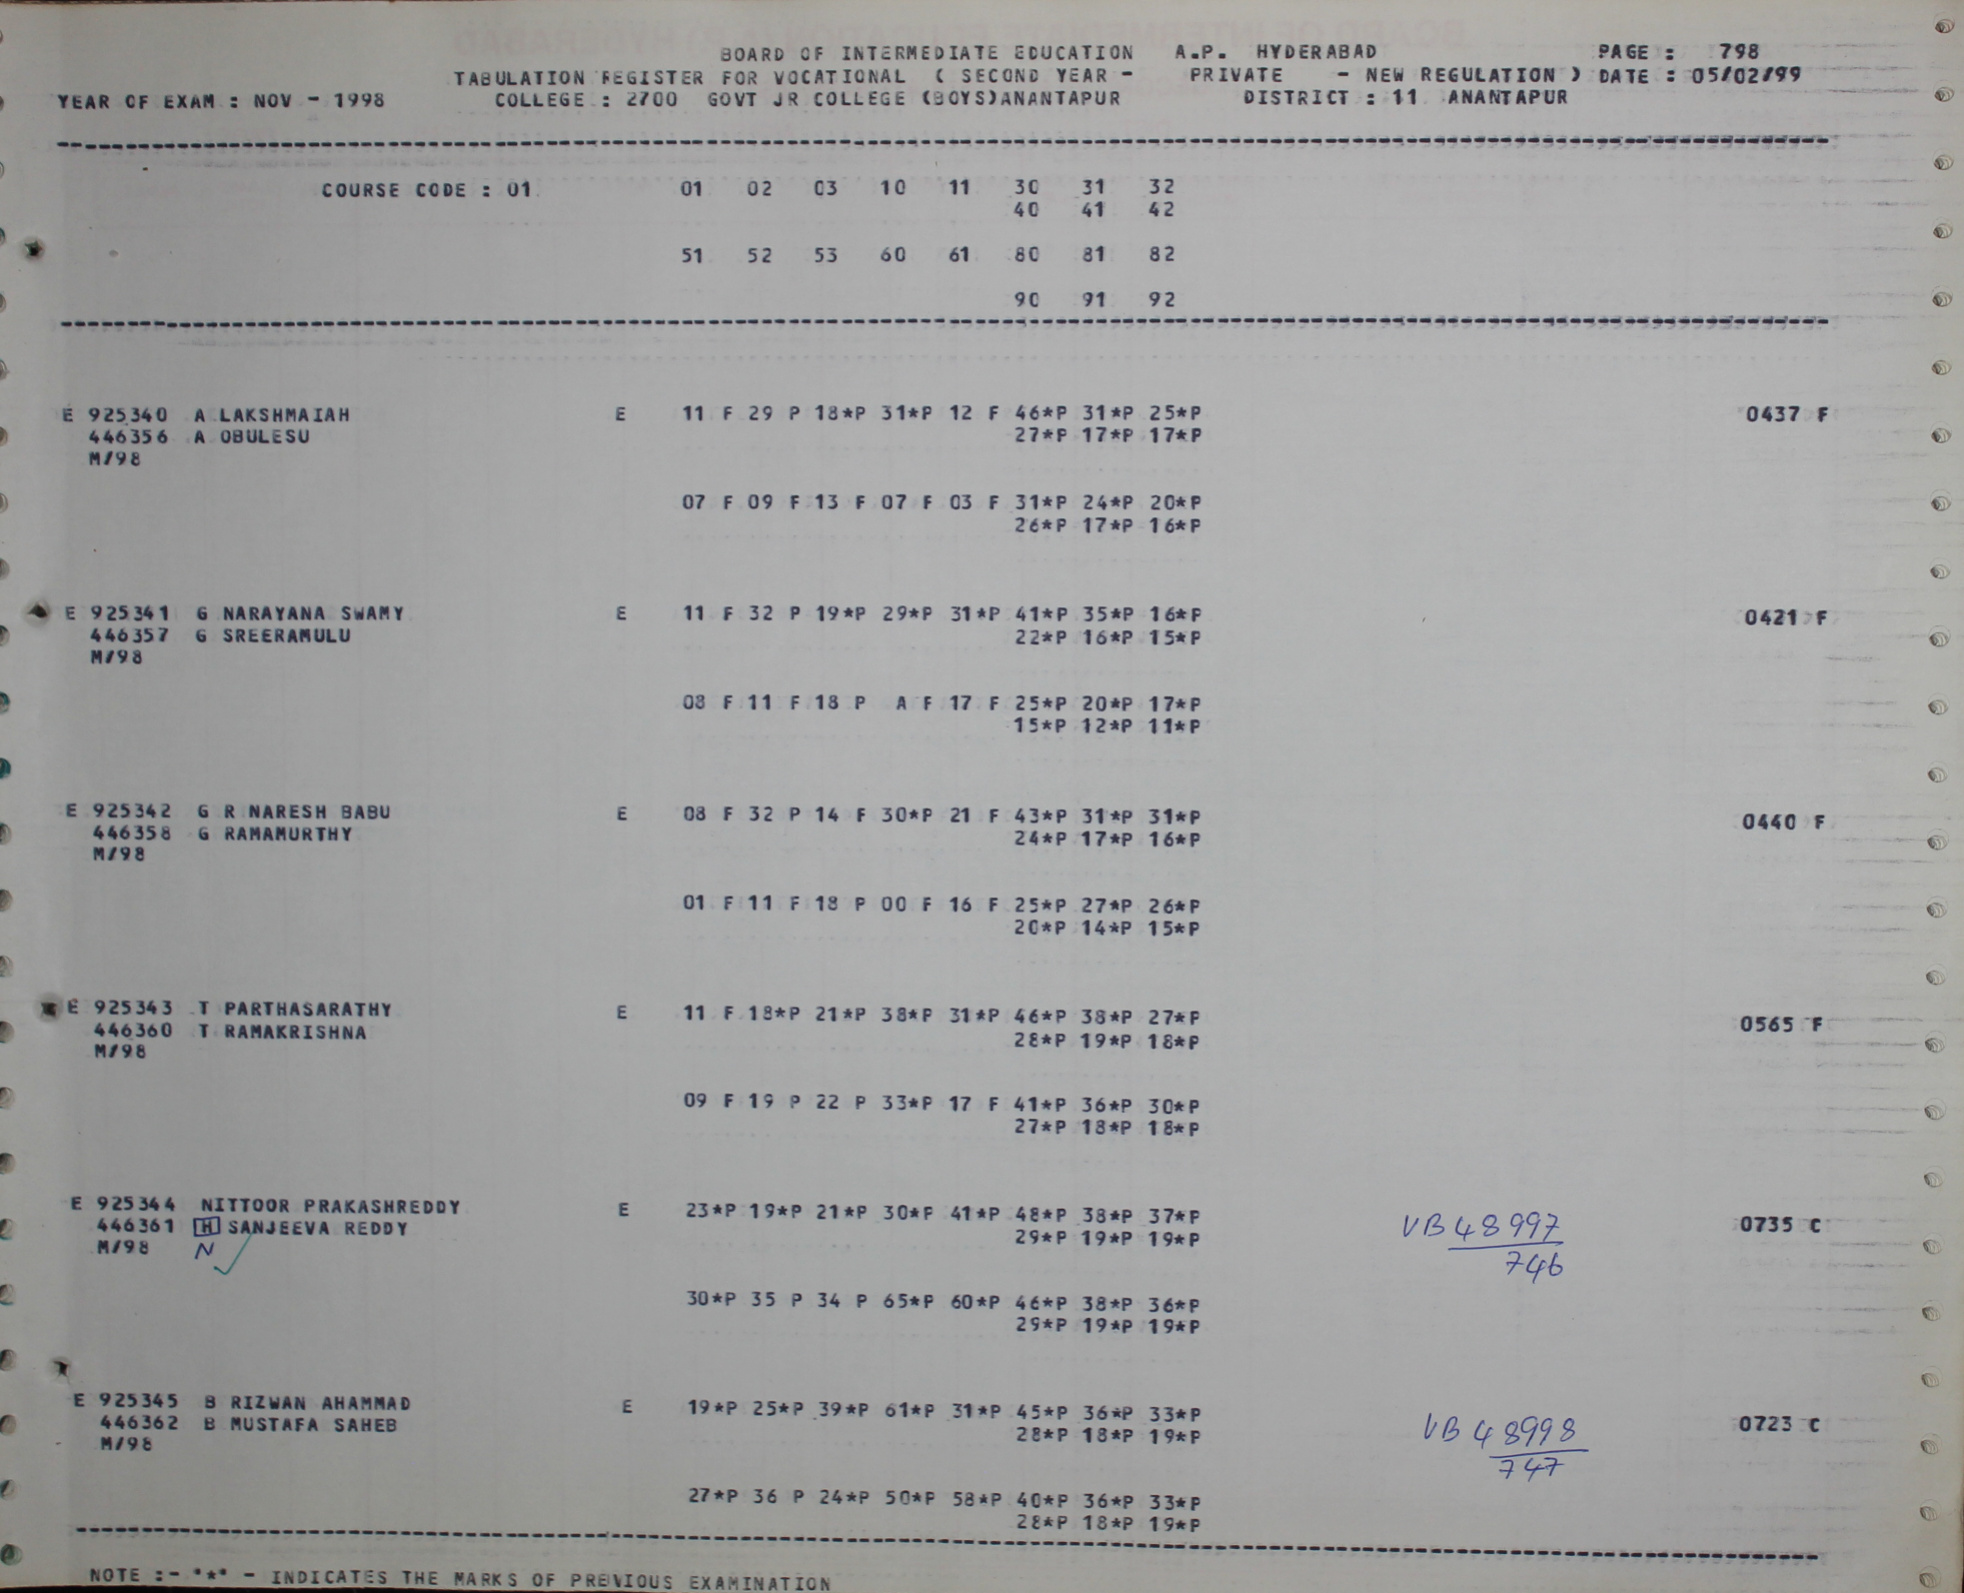 BOARD OF INTERMEDIATE EDUCATION A.P. HYDERABAD PAGE : 798
TABULATION REGISTER FOR VOCATIONAL ( SECOND YEAR - PRIVATE - NEW REGULATION ) DATE : 05/02/99
YEAR OF EXAM : NOV - 1998 COLLEGE : 2700 GOVT JR COLLEGE (BOYS)ANANTAPUR DISTRICT : 11 ANANTAPUR
COURSE CODE : 01 01 02 03 10 11 30 31 32
40 41 42
51 52 53 60 61 80 81 82
90 91 92
E 925340 A LAKSHMAIAH E 11 F 29 P 18*P 31*P 12 F 46*P 31*P 25*P 0437 F
446356 A OBULESU 27*P 17*P 17*P
M/98
07 F 09 F 13 F 07 F 03 F 31*P 24*P 20*P
26*P 17*P 16*P
E 925341 G NARAYANA SWAMY E 11 F 32 P 19*P 29*P 31*P 41*P 35*P 16*P 0421 F
446357 G SREERAMULU 22*P 16*P 15*P
M/98
08 F 11 F 18 P A F 17 F 25*P 20*P 17*P
15*P 12*P 11*P
E 925342 G R NARESH BABU E 08 F 32 P 14 F 30*P 21 F 43*P 31*P 31*P 0440 F
446358 G RAMAMURTHY 24*P 17*P 16*P
M/98
01 F 11 F 18 P 00 F 16 F 25*P 27*P 26*P
20*P 14*P 15*P
E 925343 T PARTHASARATHY E 11 F 18*P 21*P 38*P 31*P 46*P 38*P 27*P 0565 F
446360 T RAMAKRISHNA 28*P 19*P 18*P
M/98
09 F 19 P 22 P 33*P 17 F 41*P 36*P 30*P
27*P 18*P 18*P
E 925344 NITTOOR PRAKASHREDDY E 23*P 19*P 21*P 30*P 41*P 48*P 38*P 37*P VB 48997 0735 C
446361 H SANJEEVA REDDY 29*P 19*P 19*P
M/98 N 746
30*P 35 P 34 P 65*P 60*P 46*P 38*P 36*P
29*P 19*P 19*P
E 925345 B RIZWAN AHAMMAD E 19*P 25*P 39*P 61*P 31*P 45*P 36*P 33*P VB 48998 0723 C
446362 B MUSTAFA SAHEB 28*P 18*P 19*P
M/98 747
27*P 36 P 24*P 50*P 58*P 40*P 36*P 33*P
28*P 18*P 19*P
NOTE :- "*" - INDICATES THE MARKS OF PREVIOUS EXAMINATION